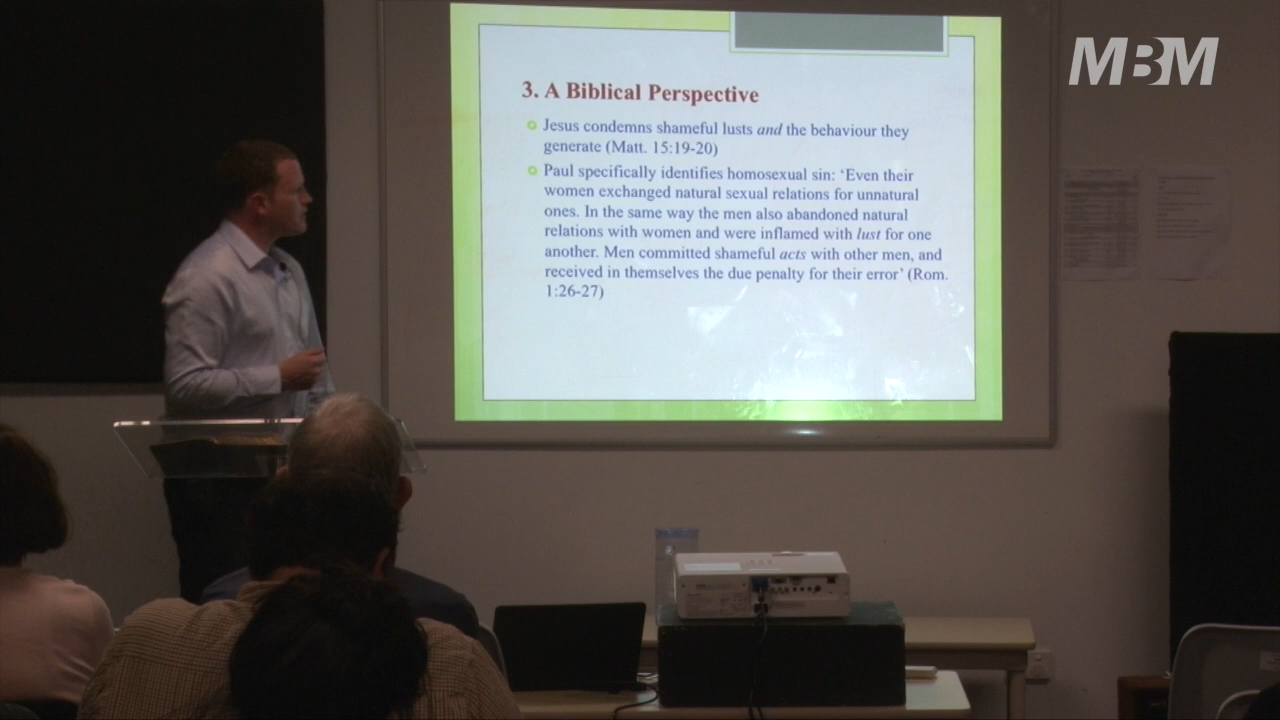 MBM
3. A Biblical Perspective
Jesus condemns shameful lusts and the behaviour they
generate (Matt. 15:19-20)
Paul specifically identifies homosexual sin: ‘Even their
women exchanged natural sexual relations for unnatural
ones. In the same way the men also abandoned natural
relations with women and were inflamed with lust for one
another. Men committed shameful acts with other men, and
received in themselves the due penalty for their error’ (Rom.
1:26-27)